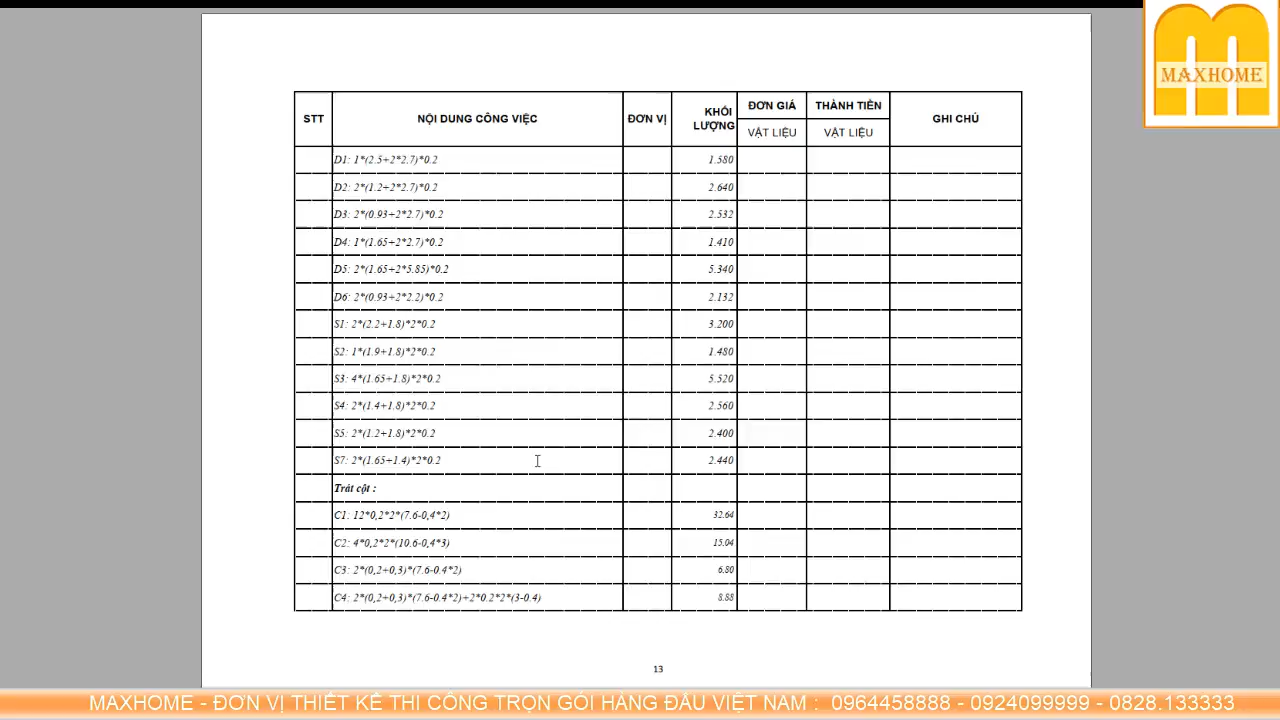 MAXHOME
STT NỘI DUNG CÔNG VIỆC ĐƠN VỊ KHỐI LƯỢNG ĐƠN GIÁ THÀNH TIỀN GHI CHÚ
VẬT LIỆU VẬT LIỆU
D1: 1*(2.5+2*2.7)*0.2 1.580
D2: 2*(1.2+2*2.7)*0.2 2.640
D3: 2*(0.93+2*2.7)*0.2 2.532
D4: 1*(1.65+2*2.7)*0.2 1.410
D5: 2*(1.65+2*5.85)*0.2 5.340
D6: 2*(0.93+2*2.2)*0.2 2.132
S1: 2*(2.2+1.8)*2*0.2 3.200
S2: 1*(1.9+1.8)*2*0.2 1.480
S3: 4*(1.65+1.8)*2*0.2 5.520
S4: 2*(1.4+1.8)*2*0.2 2.560
S5: 2*(1.2+1.8)*2*0.2 2.400
S7: 2*(1.65+1.4)*2*0.2 2.440
Trát cột :
C1: 12*0,2*2*(7.6-0,4*2) 32.64
C2: 4*0,2*2*(10.6-0,4*3) 15.04
C3: 2*(0,2+0,3)*(7.6-0.4*2) 6.80
C4: 2*(0,2+0,3)*(7.6-0.4*2)+2*0.2*2*(3-0.4) 8.88
13
MAXHOME - ĐƠN VỊ THIẾT KẾ THI CÔNG TRỌN GÓI HÀNG ĐẦU VIỆT NAM : 0964458888 - 0924099999 - 0828.133333